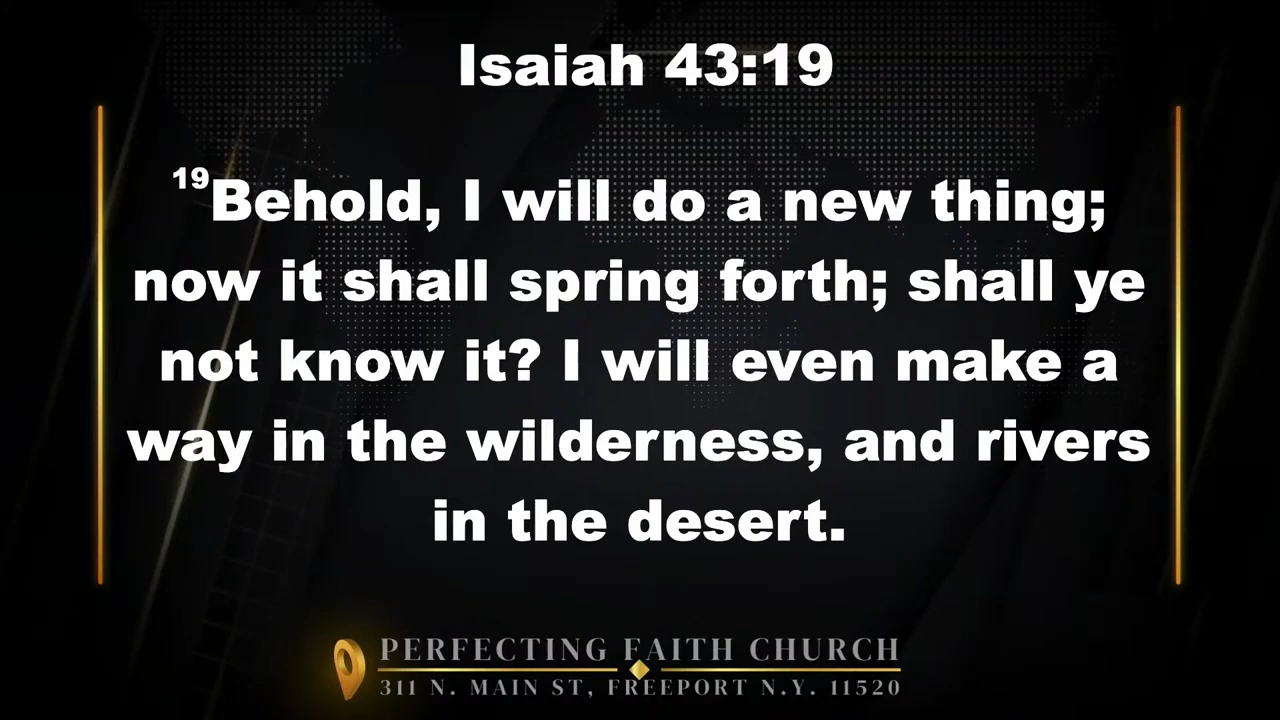 Isaiah 43:19
19Behold, I will do a new thing;
now it shall spring forth; shall ye
not know it? I will even make a
way in the wilderness, and rivers
in the desert.
PERFECTING FAITH CHURCH
311 N. MAIN ST, FREEPORT N.Y. 11520